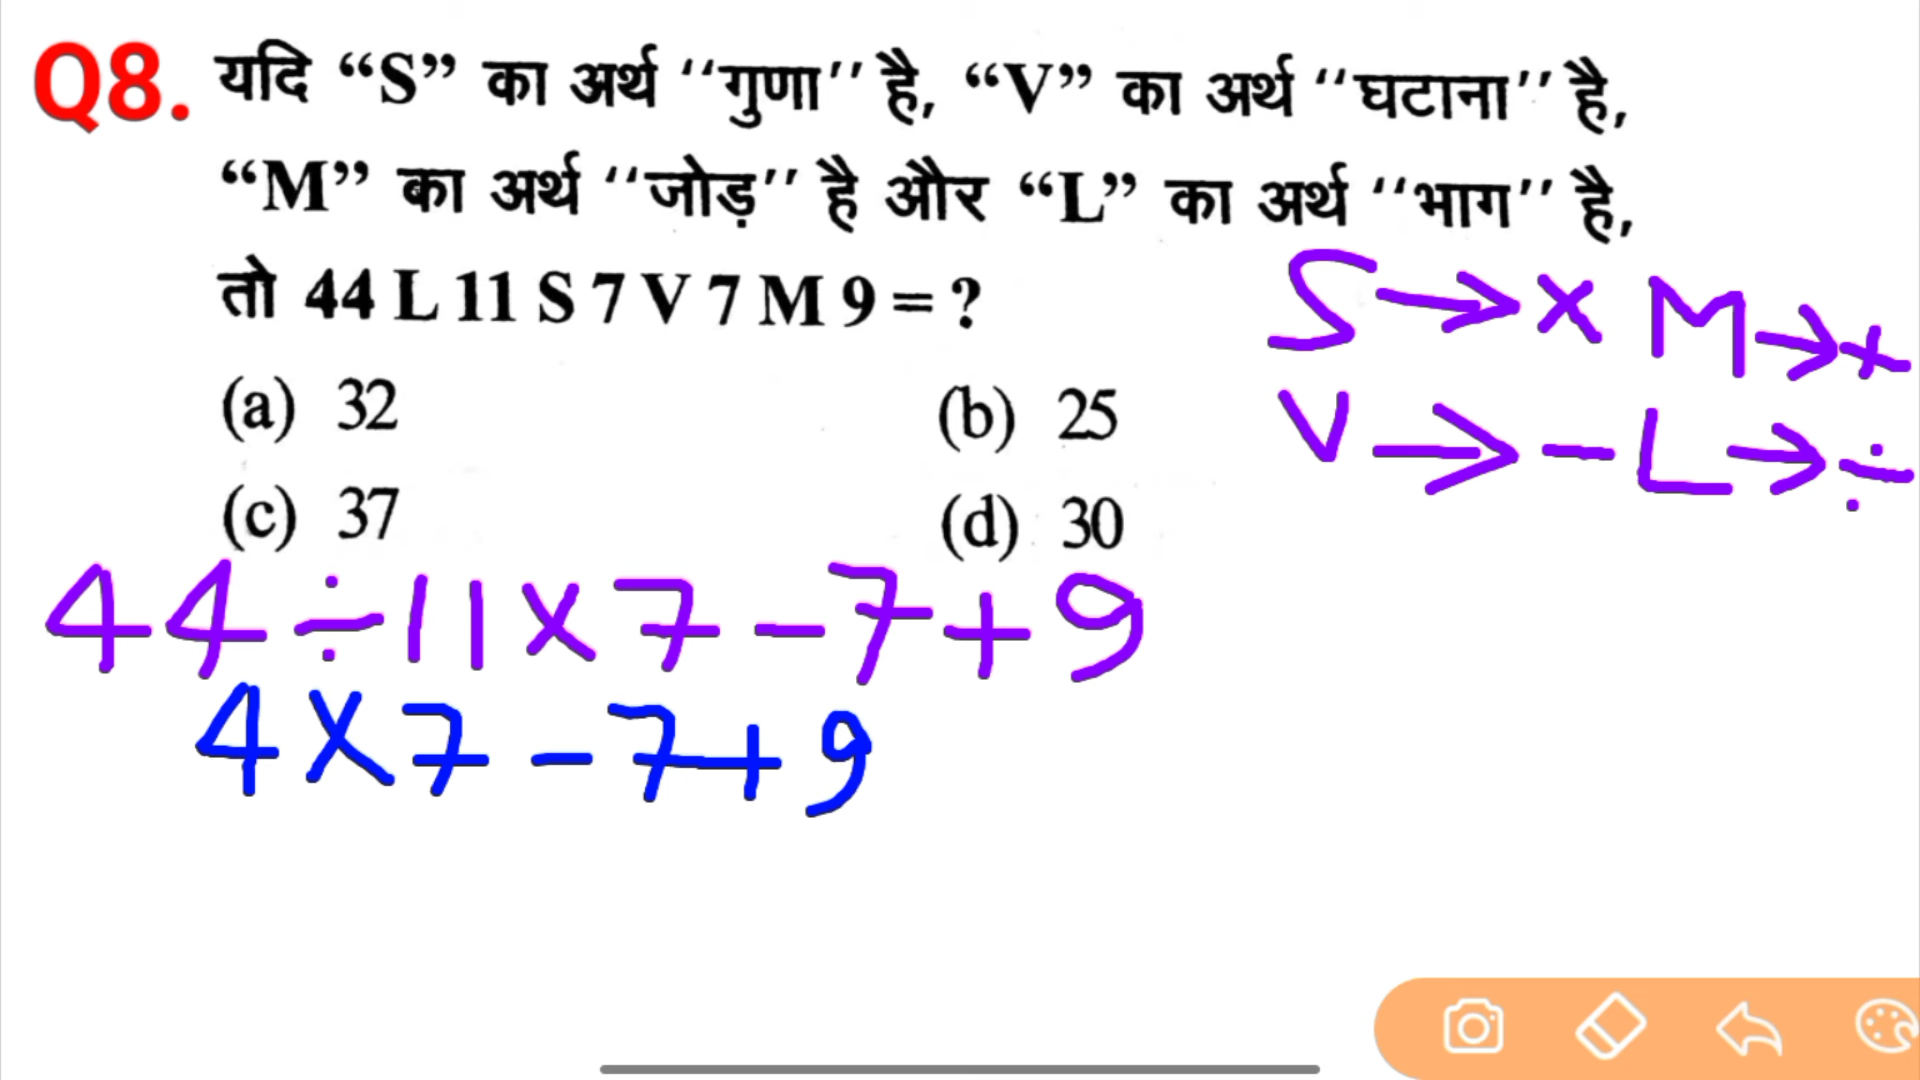 Q8. यदि “S” का अर्थ ‘‘गुणा’’ है, “V” का अर्थ ‘‘घटाना’’ है,
“M” का अर्थ ‘‘जोड़’’ है और “L” का अर्थ ‘‘भाग’’ है,
तो 44 L 11 S 7 V 7 M 9 = ?
S→× M→+
(a) 32 (b) 25
V→− L→÷
(c) 37 (d) 30
44÷11×7−7+9
4×7−7+9